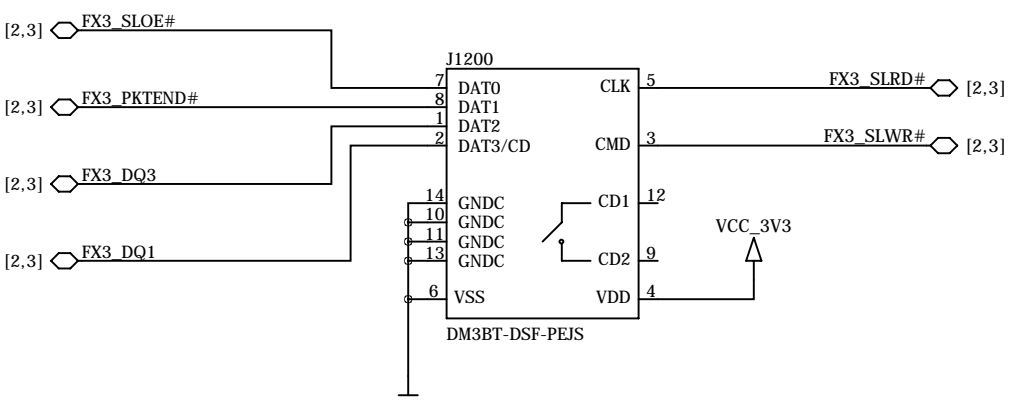 [2,3] FX3_SLOE#
J1200
7 DAT0 CLK 5 FX3_SLRD# [2,3]
[2,3] FX3_PKTEND# 8 DAT1
1 DAT2
2 DAT3/CD CMD 3 FX3_SLWR# [2,3]
[2,3] FX3_DQ3
14 GNDC CD1 12
10 GNDC
VCC_3V3
11 GNDC
[2,3] FX3_DQ1 13 GNDC CD2 9
6 VSS VDD 4
DM3BT-DSF-PEJS